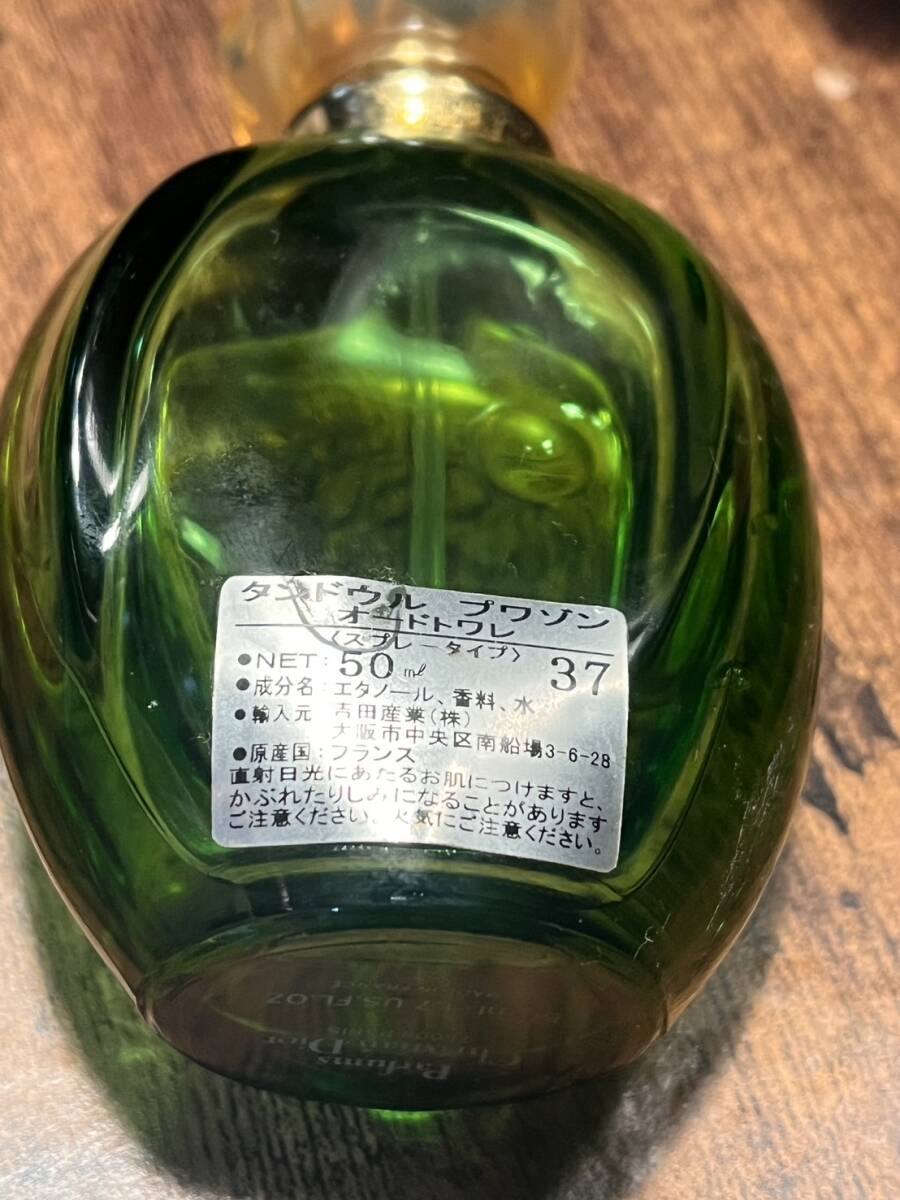 タンドゥル プワゾン
オードトワレ
〈スプレータイプ〉
●NET: 50㎖ 37
●成分名:エタノール、香料、水
●輸入元 吉田産業(株)
大阪市中央区南船場3-6-28
●原産国:フランス
直射日光にあたるお肌につけますと、
かぶれたりしみになることがあります
ご注意ください、火気にご注意ください。
7 US.FL.OZ
Parfums
Christian Dior